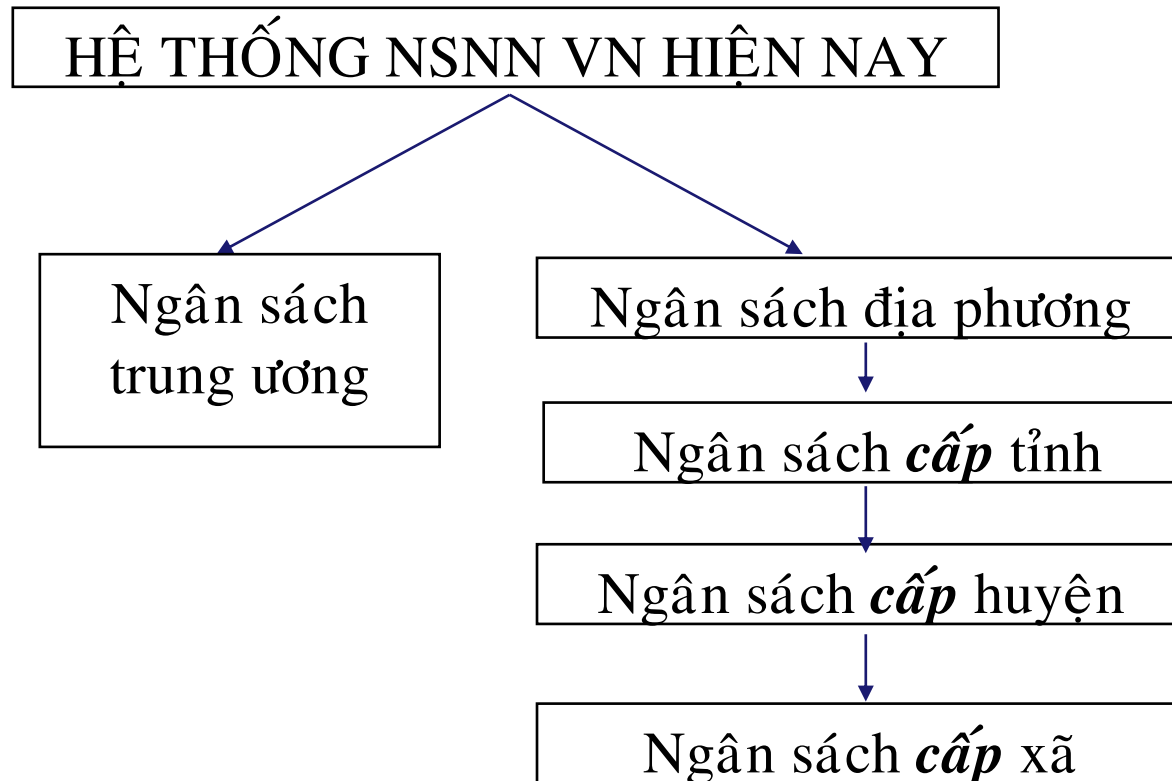 HỆ THỐNG NSNN VN HIỆN NAY
Ngân sách
trung ương
Ngân sách địa phương
Ngân sách cấp tỉnh
Ngân sách cấp huyện
Ngân sách cấp xã